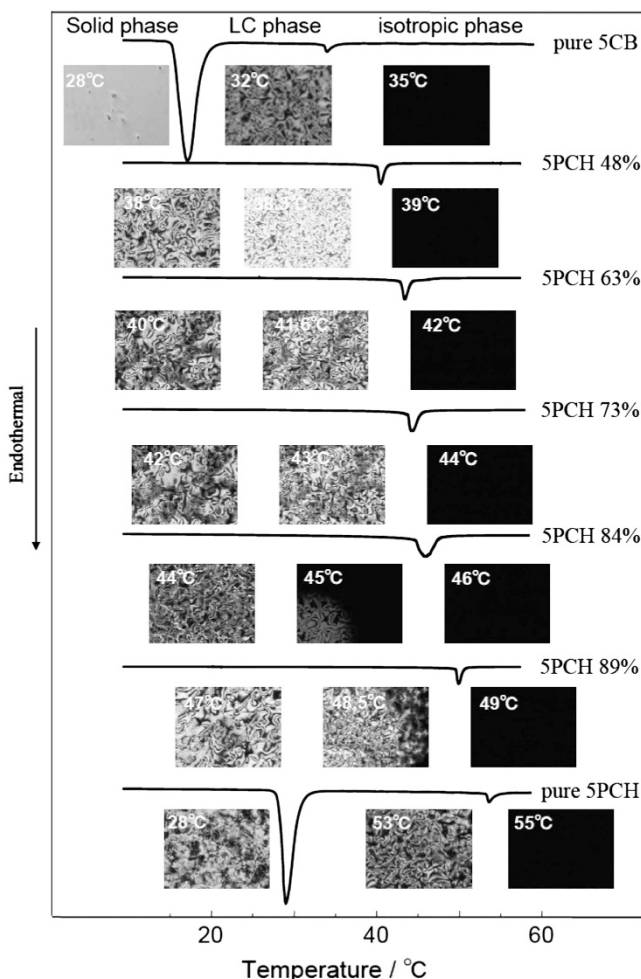 Solid phase LC phase isotropic phase
pure 5CB
28℃ 32℃ 35℃
5PCH 48%
38℃ 38.5℃ 39℃
5PCH 63%
40℃ 41.6℃ 42℃
5PCH 73%
42℃ 43℃ 44℃
5PCH 84%
44℃ 45℃ 46℃
5PCH 89%
47℃ 48.5℃ 49℃
pure 5PCH
28℃ 53℃ 55℃
Endothermal
20 40 60
Temperature / ℃